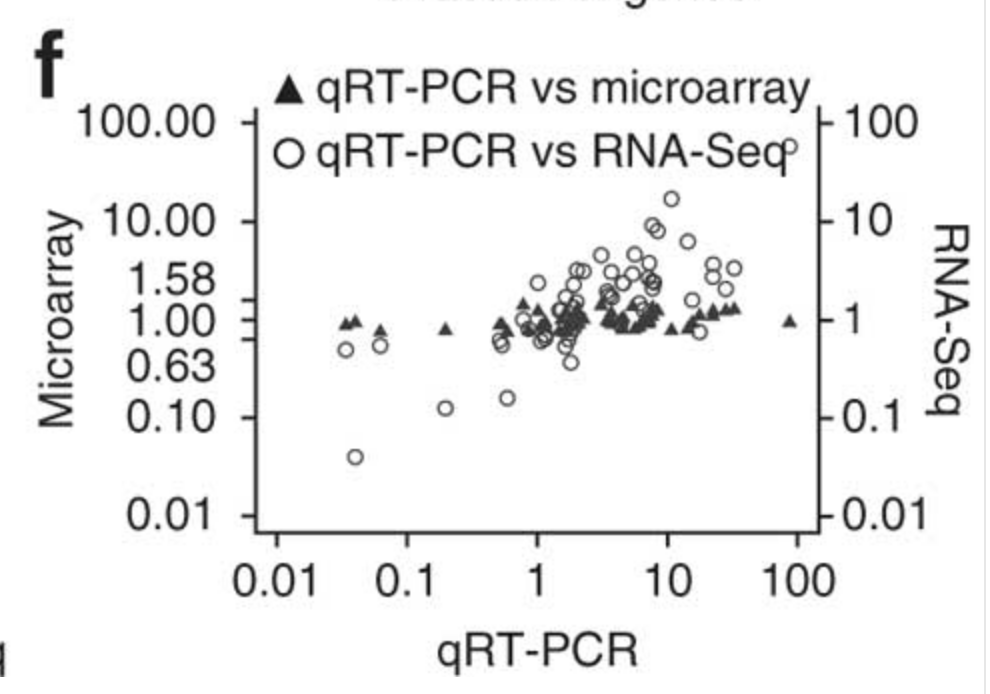 f
▲ qRT-PCR vs microarray
○ qRT-PCR vs RNA-Seq
Microarray
100.00
10.00
1.58
1.00
0.63
0.10
0.01
100
10
1
0.1
0.01
RNA-Seq
0.01 0.1 1 10 100
qRT-PCR